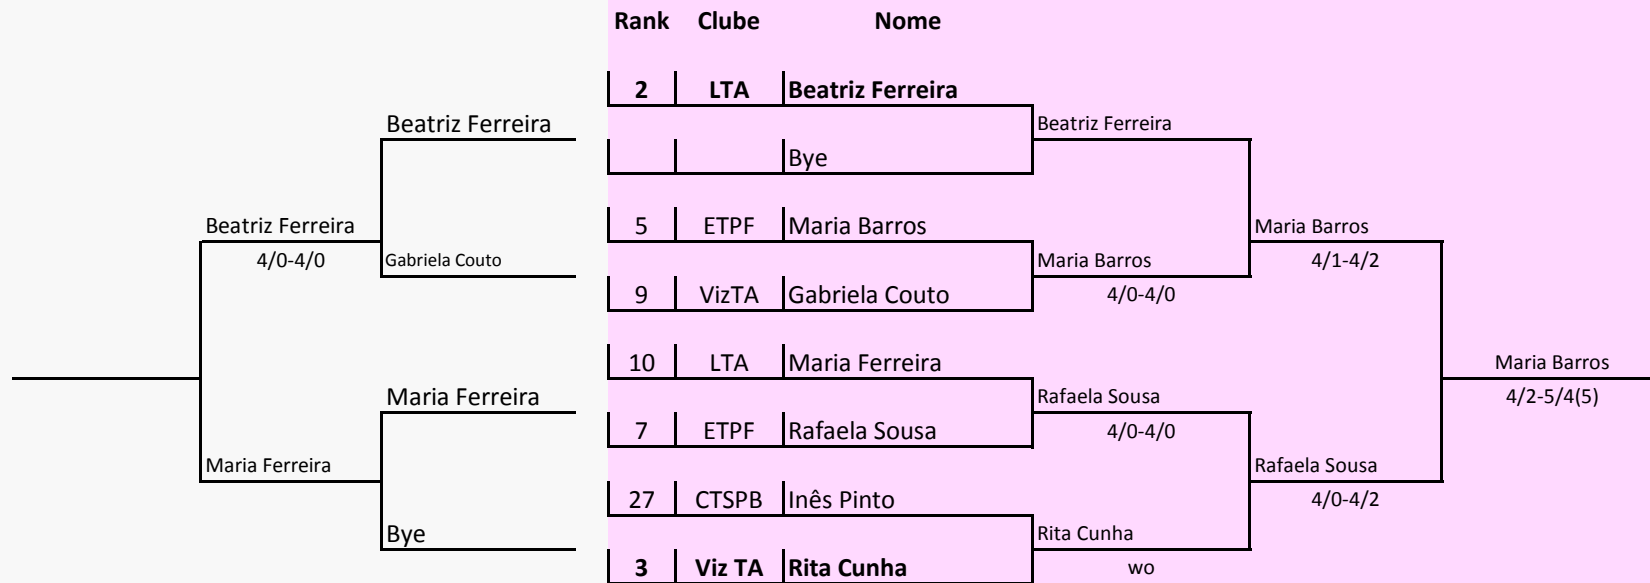 Rank Clube Nome
2 LTA Beatriz Ferreira
Beatriz Ferreira Beatriz Ferreira
Bye
Beatriz Ferreira 5 ETPF Maria Barros Maria Barros
4/0-4/0 Gabriela Couto Maria Barros 4/1-4/2
9 VizTA Gabriela Couto 4/0-4/0
10 LTA Maria Ferreira Maria Barros
Maria Ferreira Rafaela Sousa 4/2-5/4(5)
7 ETPF Rafaela Sousa 4/0-4/0
Maria Ferreira Rafaela Sousa
27 CTSPB Inês Pinto 4/0-4/2
Bye Rita Cunha
3 Viz TA Rita Cunha wo